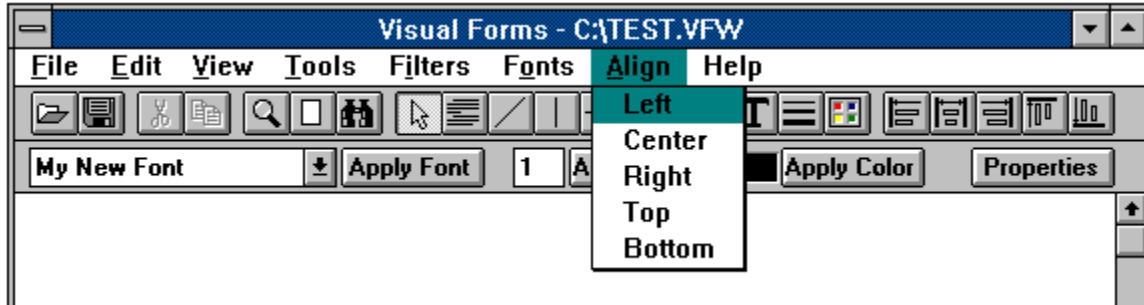 Visual Forms - C:\TEST.VFW
File Edit View Tools Filters Fonts Align Help
Left
T
Center
My New Font Apply Font 1 A Right Apply Color Properties
Top
Bottom